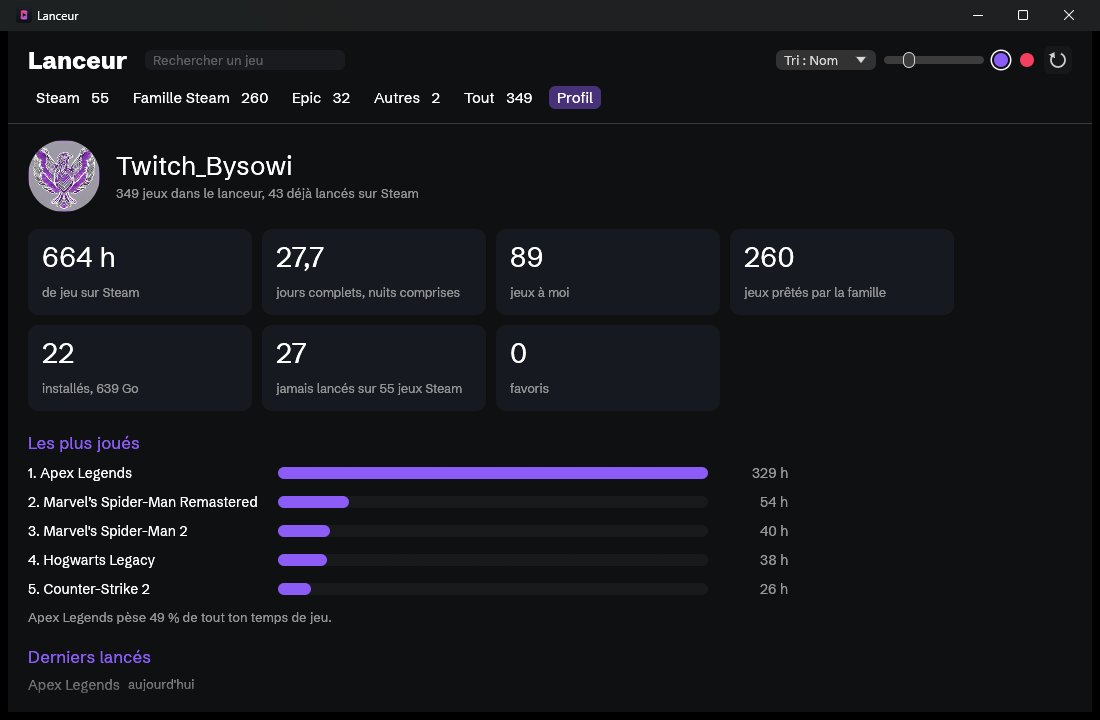 Lanceur
Lanceur
Rechercher un jeu
Tri : Nom
Steam 55 Famille Steam 260 Epic 32 Autres 2 Tout 349 Profil
Twitch_Bysowi
349 jeux dans le lanceur, 43 déjà lancés sur Steam
664 h
de jeu sur Steam
27,7
jours complets, nuits comprises
89
jeux à moi
260
jeux prêtés par la famille
22
installés, 639 Go
27
jamais lancés sur 55 jeux Steam
0
favoris
Les plus joués
1. Apex Legends 329 h
2. Marvel’s Spider-Man Remastered 54 h
3. Marvel's Spider-Man 2 40 h
4. Hogwarts Legacy 38 h
5. Counter-Strike 2 26 h
Apex Legends pèse 49 % de tout ton temps de jeu.
Derniers lancés
Apex Legends aujourd'hui